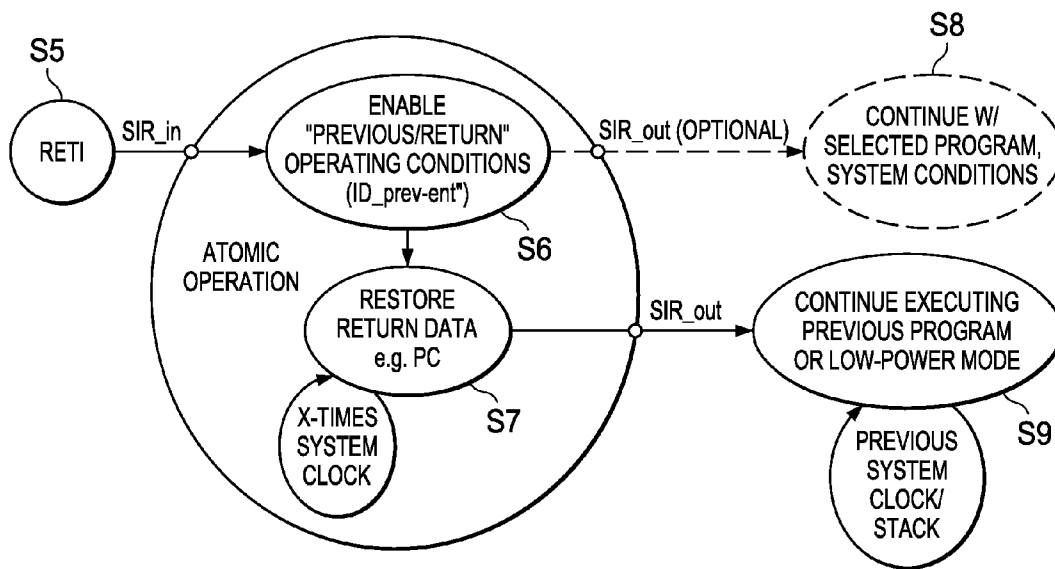 S5
RETI
SIR_in
ATOMIC
OPERATION
ENABLE
"PREVIOUS/RETURN"
OPERATING CONDITIONS
(ID_prev-ent")
S6
RESTORE
RETURN DATA
e.g. PC
S7
X-TIMES
SYSTEM
CLOCK
SIR_out (OPTIONAL)
S8
CONTINUE W/
SELECTED PROGRAM,
SYSTEM CONDITIONS
SIR_out
CONTINUE EXECUTING
PREVIOUS PROGRAM
OR LOW-POWER MODE
S9
PREVIOUS
SYSTEM
CLOCK/
STACK